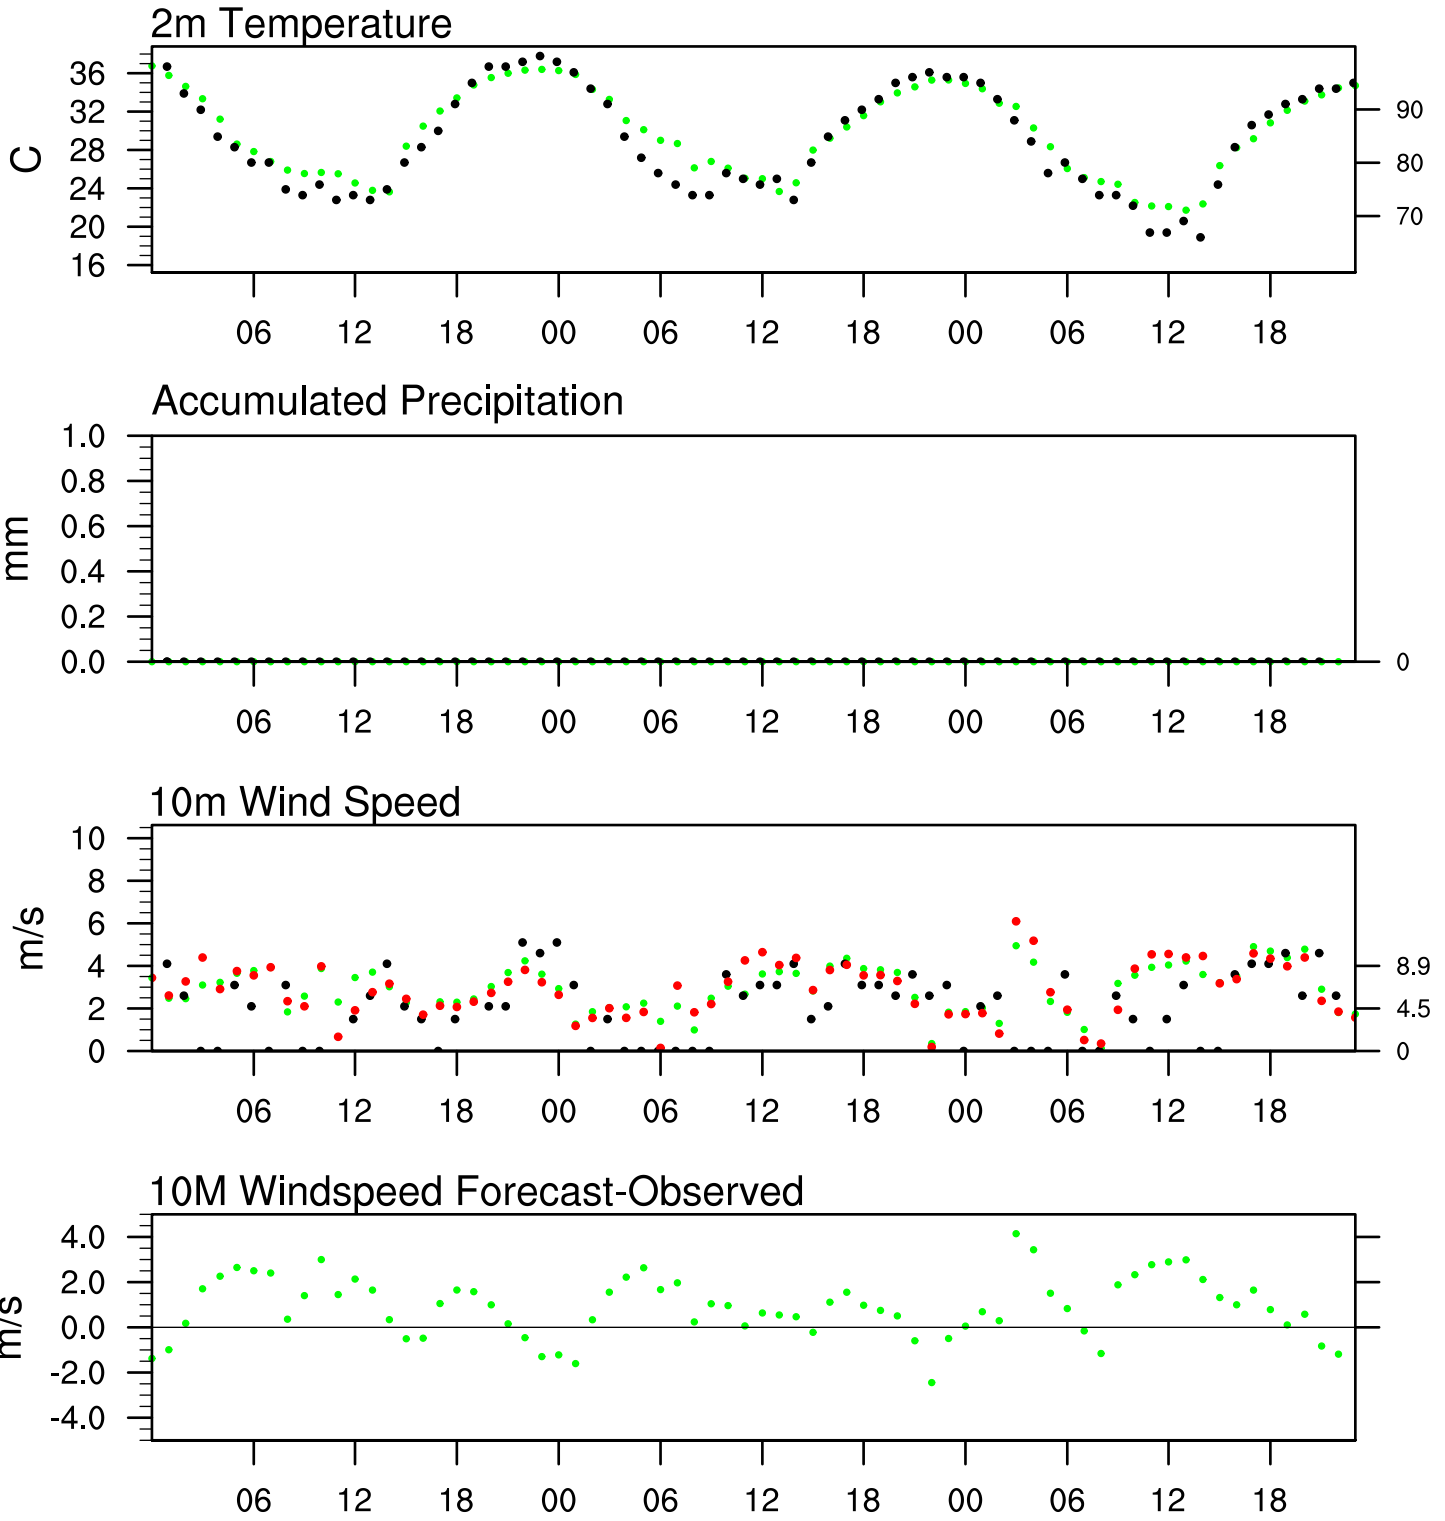 2m Temperature
C
36
32
28
24
20
16
90
80
70
06 12 18 00 06 12 18 00 06 12 18
Accumulated Precipitation
mm
1.0
0.8
0.6
0.4
0.2
0.0
0
06 12 18 00 06 12 18 00 06 12 18
10m Wind Speed
m/s
10
8
6
4
2
0
8.9
4.5
0
06 12 18 00 06 12 18 00 06 12 18
10M Windspeed Forecast-Observed
m/s
4.0
2.0
0.0
-2.0
-4.0
06 12 18 00 06 12 18 00 06 12 18